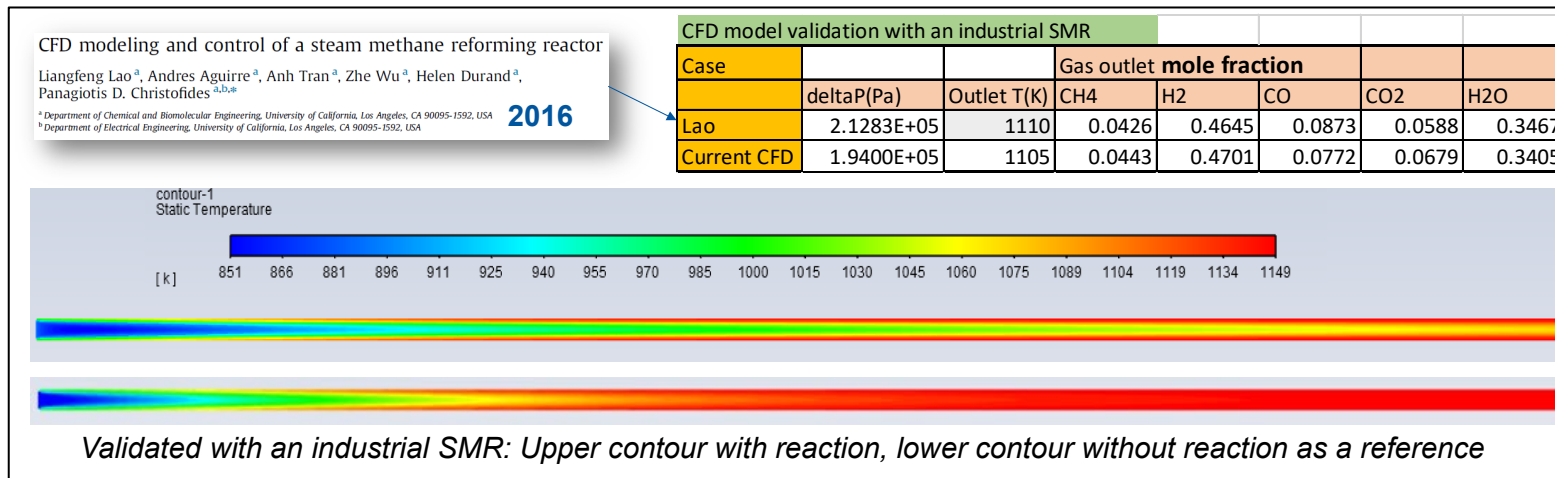 CFD modeling and control of a steam methane reforming reactor
Liangfeng Lao a, Andres Aguirre a, Anh Tran a, Zhe Wu a, Helen Durand a,
Panagiotis D. Christofides a,b,*
a Department of Chemical and Biomolecular Engineering, University of California, Los Angeles, CA 90095-1592, USA
b Department of Electrical Engineering, University of California, Los Angeles, CA 90095-1592, USA
2016
CFD model validation with an industrial SMR
Case Gas outlet mole fraction
deltaP(Pa) Outlet T(K) CH4 H2 CO CO2 H2O
Lao 2.1283E+05 1110 0.0426 0.4645 0.0873 0.0588 0.3467
Current CFD 1.9400E+05 1105 0.0443 0.4701 0.0772 0.0679 0.3405
contour-1
Static Temperature
[k] 851 866 881 896 911 925 940 955 970 985 1000 1015 1030 1045 1060 1075 1089 1104 1119 1134 1149
Validated with an industrial SMR: Upper contour with reaction, lower contour without reaction as a reference